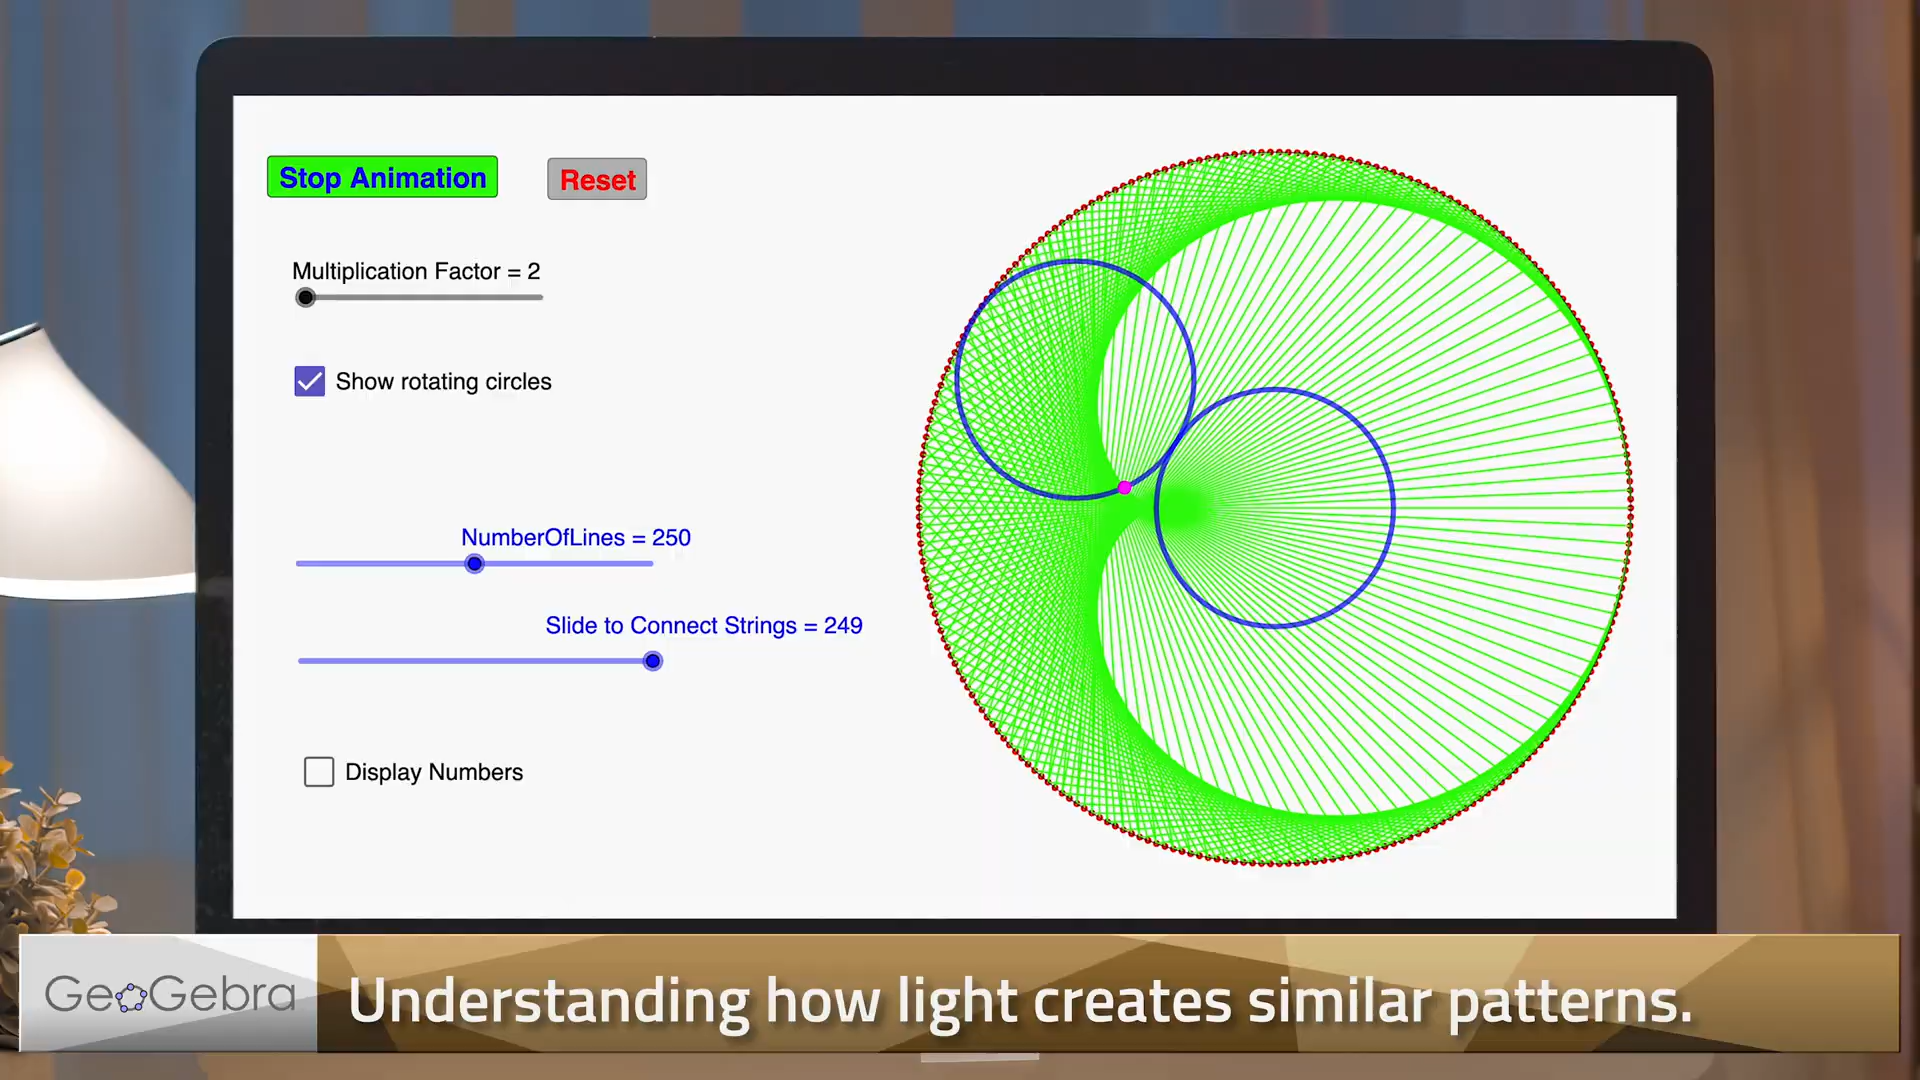 Stop Animation
Reset
Multiplication Factor = 2
Show rotating circles
NumberOfLines = 250
Slide to Connect Strings = 249
Display Numbers
GeoGebra
Understanding how light creates similar patterns.